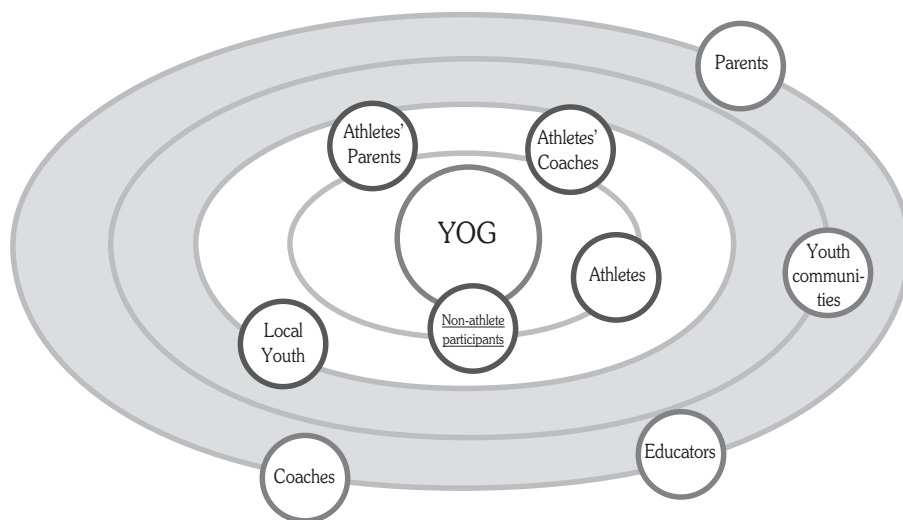 Parents
Athletes'
Parents
Athletes'
Coaches
YOG
Youth
communi-
ties
Athletes
Non-athlete
participants
Local
Youth
Educators
Coaches